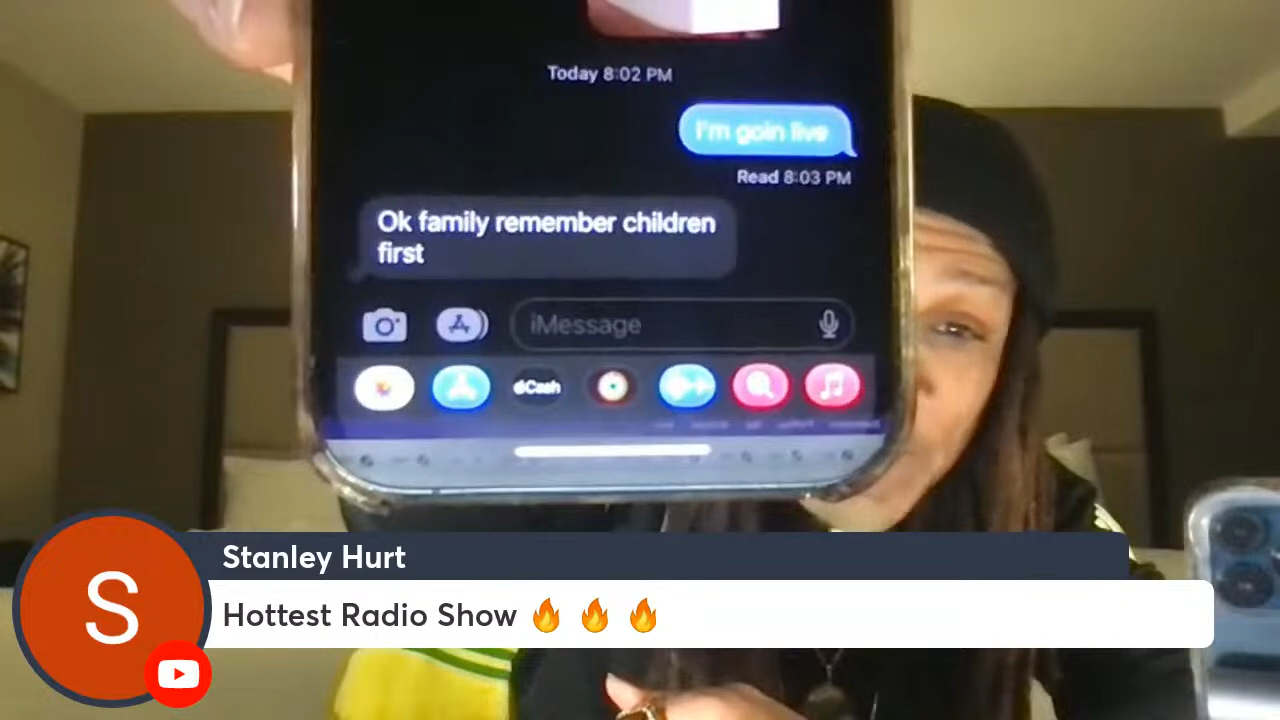 Today 8:02 PM
I'm goin live
Read 8:03 PM
Ok family remember children
first
iMessage
Cash
Stanley Hurt
S
Hottest Radio Show 🔥 🔥 🔥